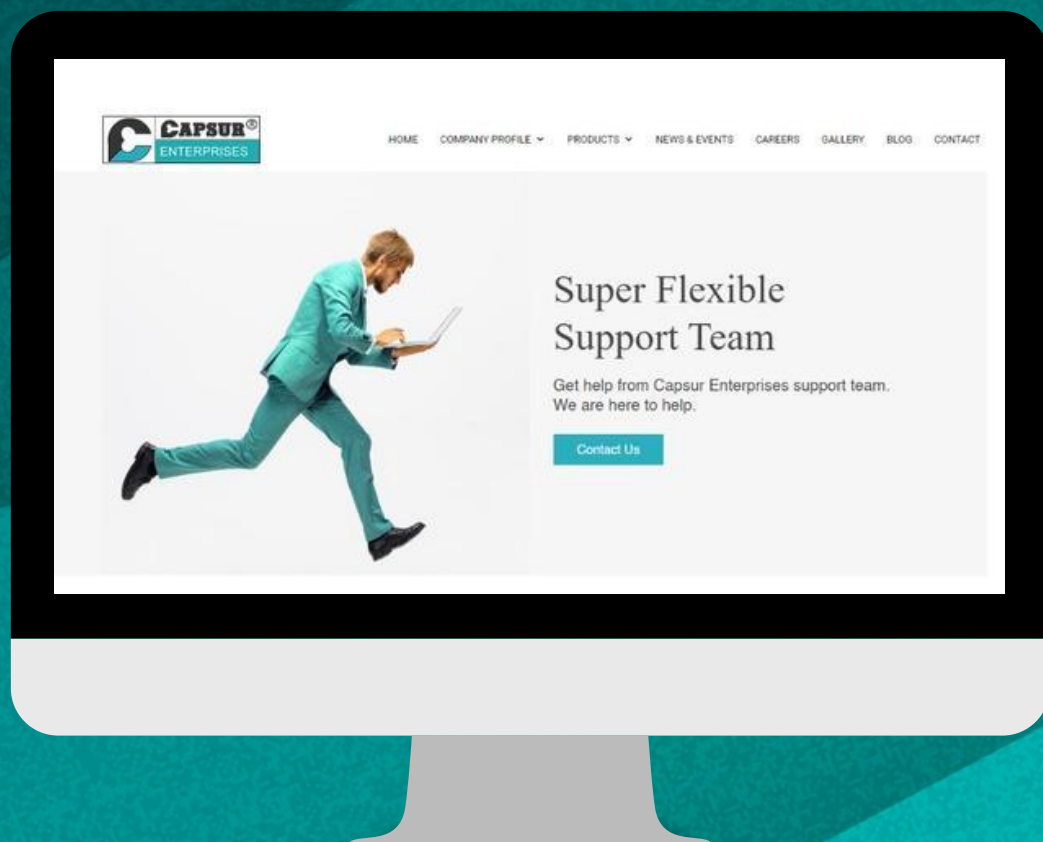 CAPSUR®
ENTERPRISES
HOME COMPANY PROFILE PRODUCTS NEWS & EVENTS CAREERS GALLERY BLOG CONTACT
Super Flexible
Support Team
Get help from Capsur Enterprises support team.
We are here to help.
Contact Us